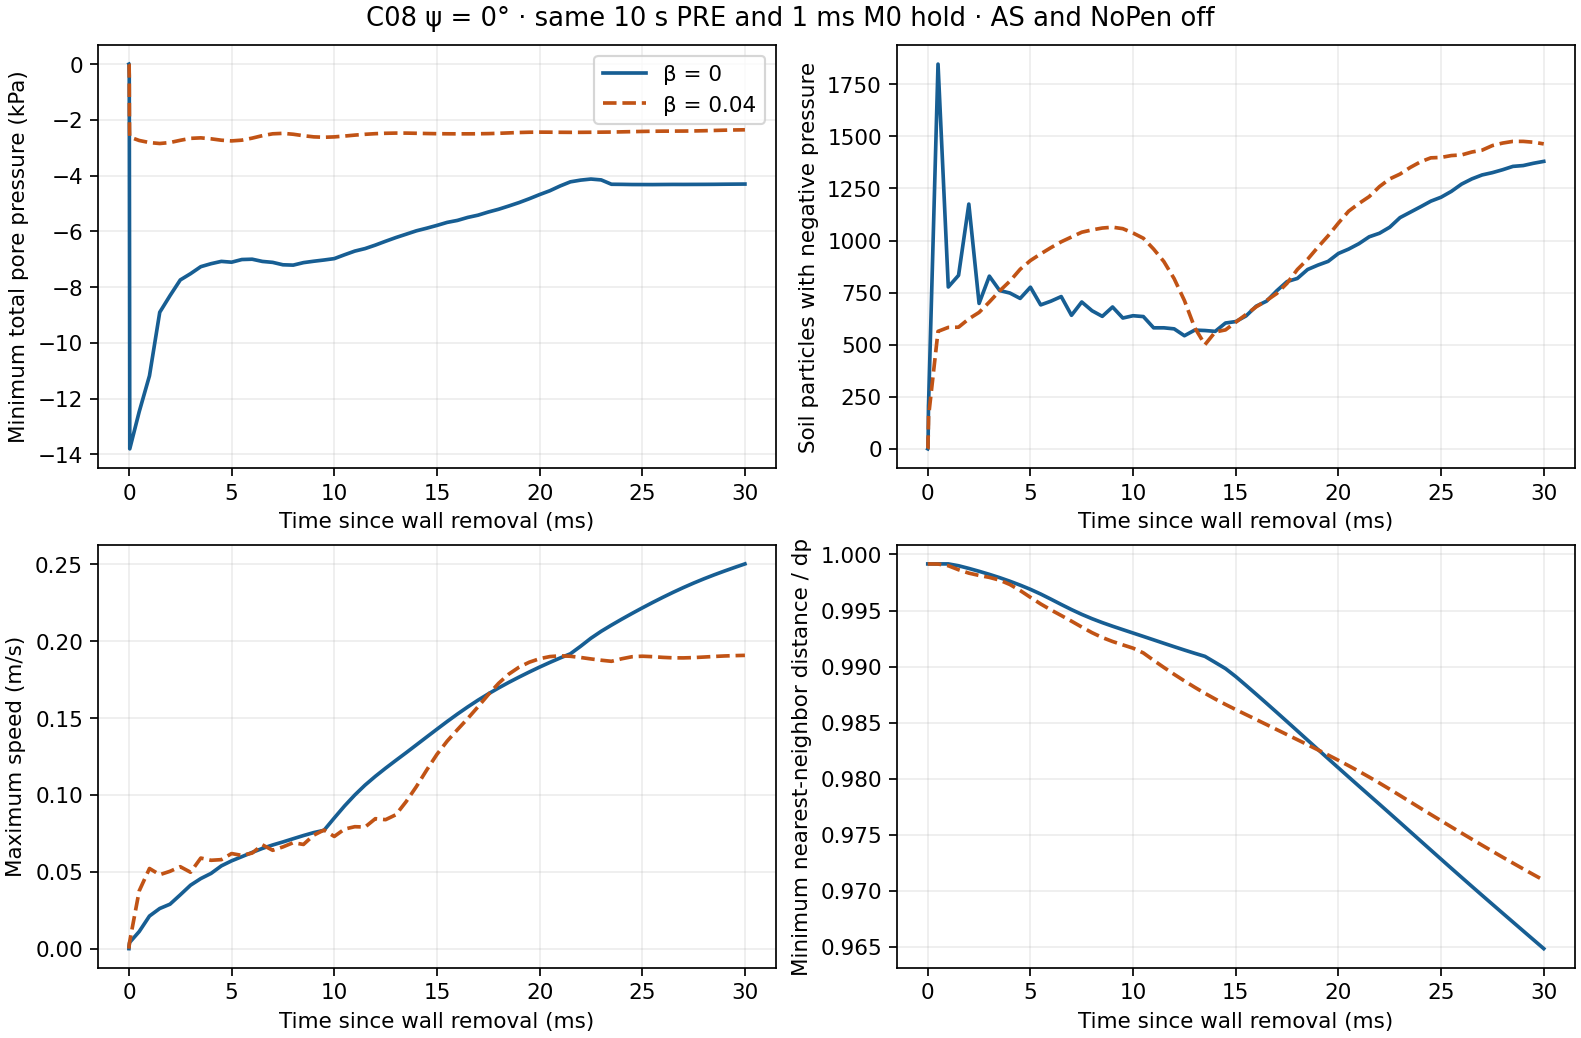 C08 ψ = 0° · same 10 s PRE and 1 ms M0 hold · AS and NoPen off
Minimum total pore pressure (kPa)
0
−2
−4
−6
−8
−10
−12
−14
β = 0
β = 0.04
0 5 10 15 20 25 30
Time since wall removal (ms)
Soil particles with negative pressure
1750
1500
1250
1000
750
500
250
0
0 5 10 15 20 25 30
Time since wall removal (ms)
Maximum speed (m/s)
0.25
0.20
0.15
0.10
0.05
0.00
0 5 10 15 20 25 30
Time since wall removal (ms)
Minimum nearest-neighbor distance / dp
1.000
0.995
0.990
0.985
0.980
0.975
0.970
0.965
0 5 10 15 20 25 30
Time since wall removal (ms)